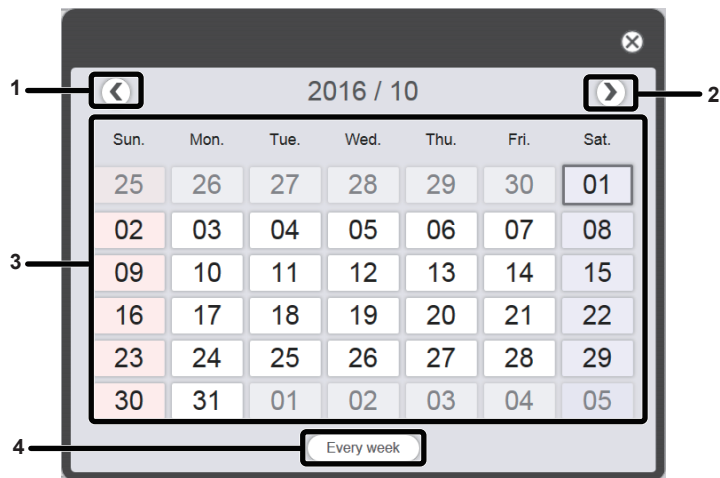 1 2016 / 10 2
Sun. Mon. Tue. Wed. Thu. Fri. Sat.
25 26 27 28 29 30 01
02 03 04 05 06 07 08
3 09 10 11 12 13 14 15
16 17 18 19 20 21 22
23 24 25 26 27 28 29
30 31 01 02 03 04 05
4 Every week